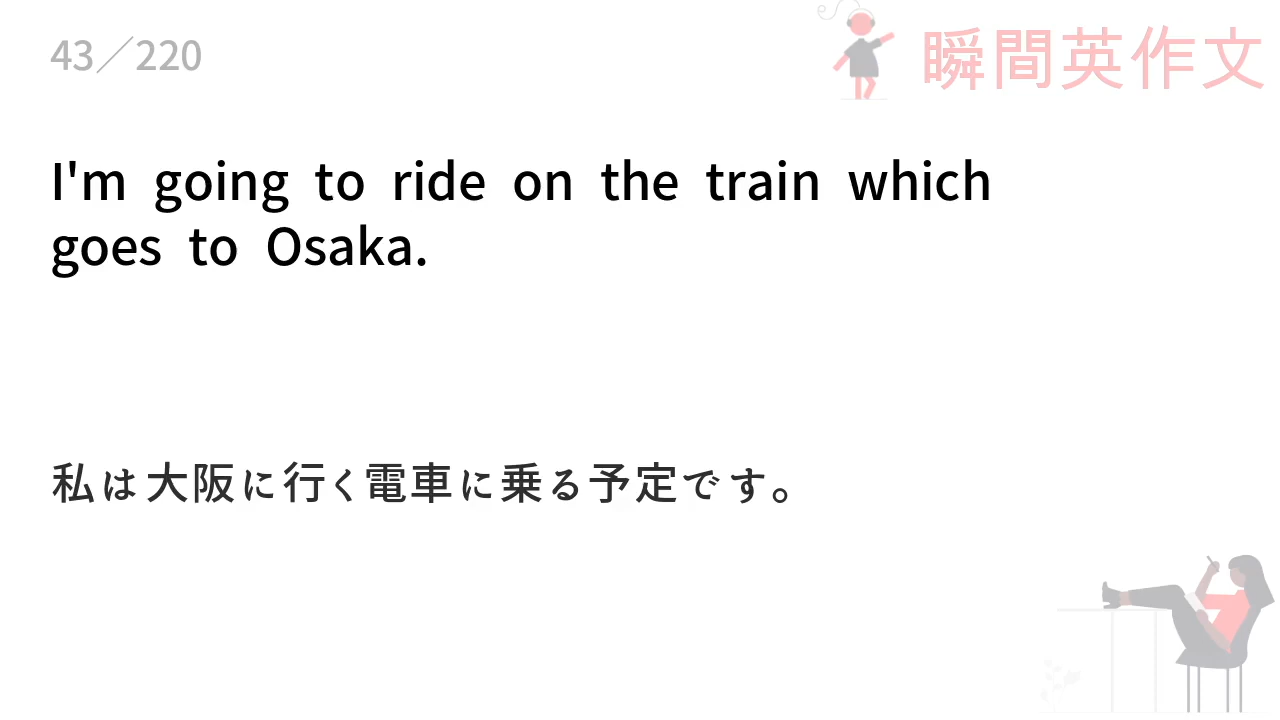 43／220
瞬間英作文
I'm going to ride on the train which
goes to Osaka.
私は大阪に行く電車に乗る予定です。